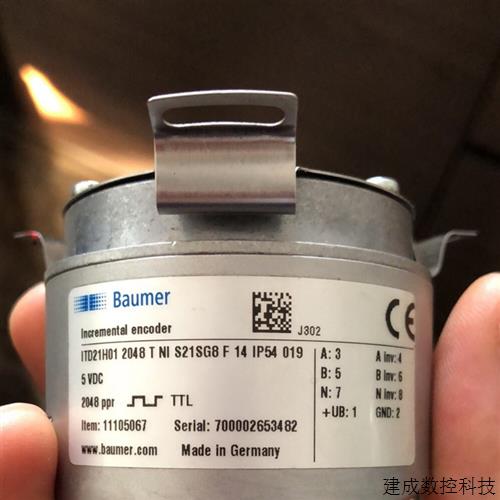 Baumer
Incremental encoder
J302
ITD21H01 2048 T NI S21SG8 F 14 IP54 019
5 VDC
2048 ppr TTL
Item: 11105067 Serial: 700002653482
www.baumer.com Made in Germany
CE
A: 3 A inv: 4
B: 5 B inv: 6
N: 7 N inv: 8
+UB: 1 GND: 2
建成数控科技